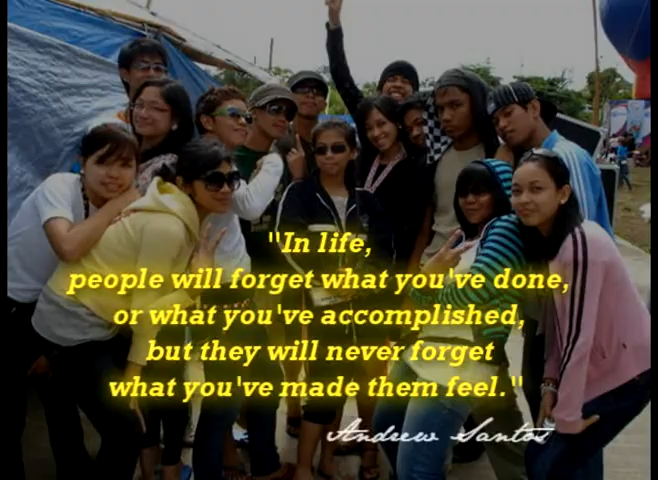 "In life,
people will forget what you've done,
or what you've accomplished,
but they will never forget
what you've made them feel."
Andrew Santos